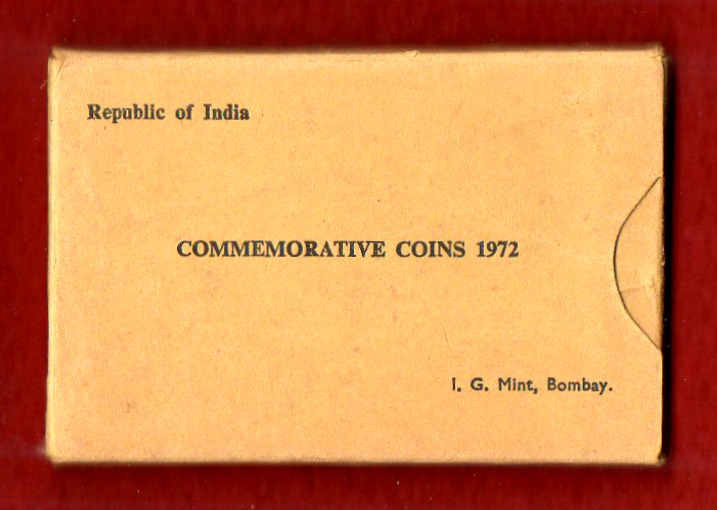 Republic of India
COMMEMORATIVE COINS 1972
I. G. Mint, Bombay.